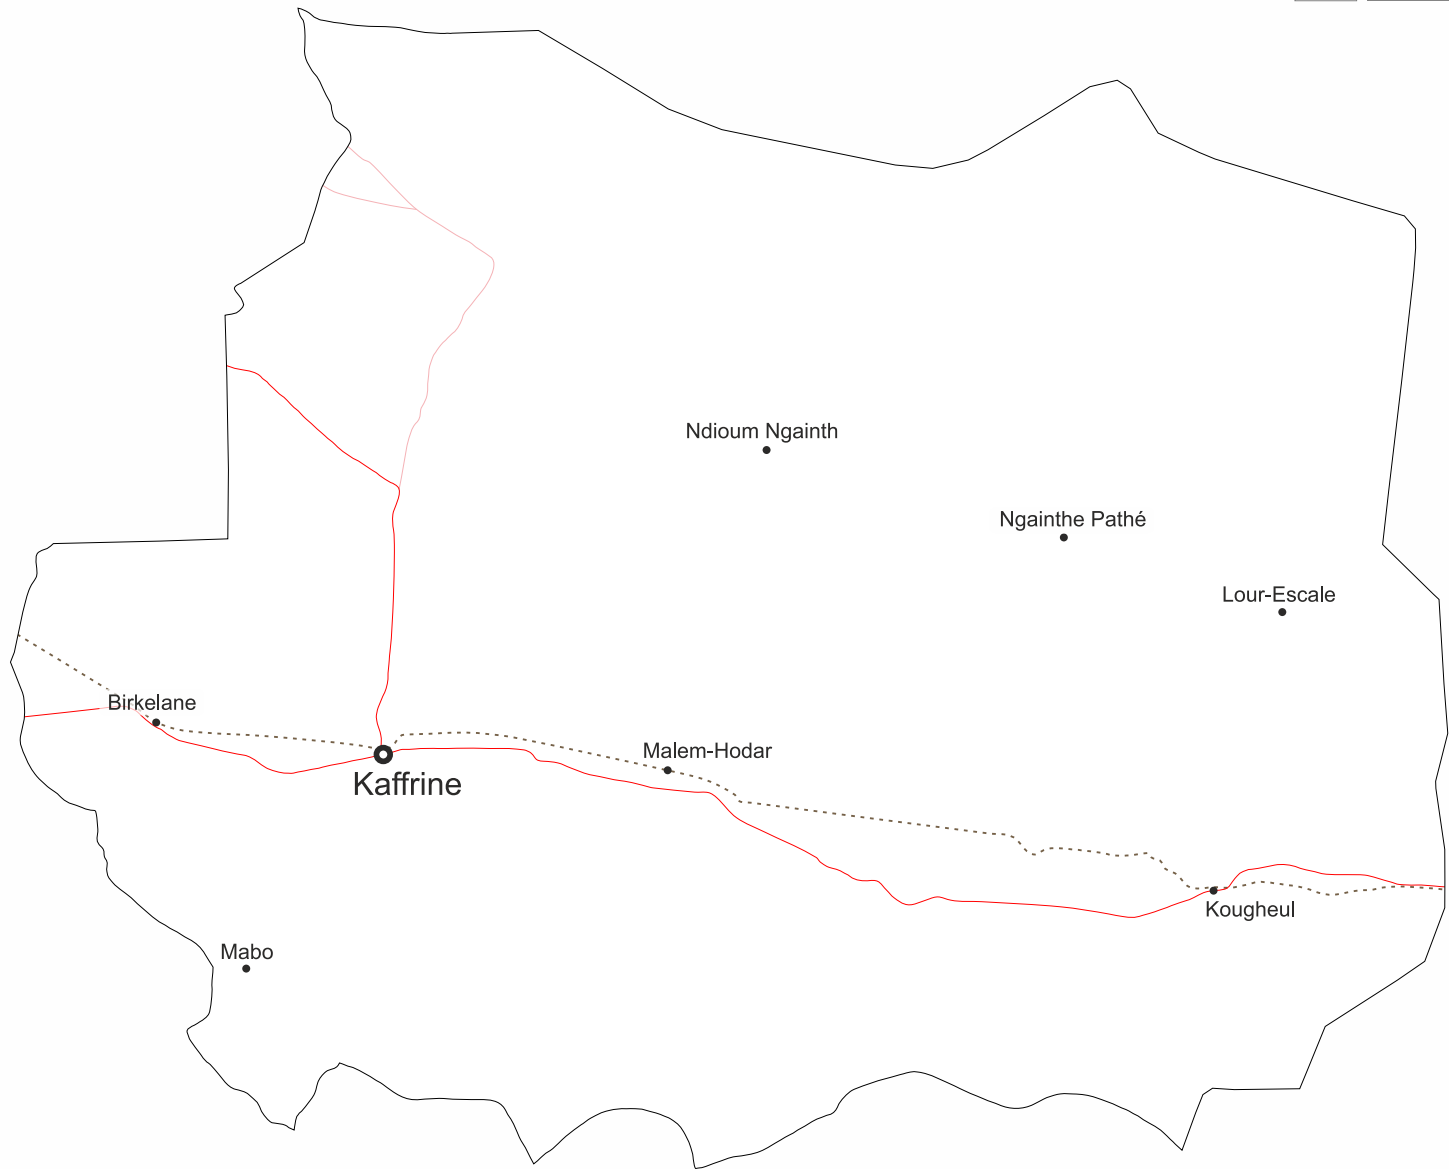 Ndioum Ngainth
Ngainthe Pathé
Lour-Escale
Birkelane
Malem-Hodar
Kaffrine
Kougheul
Mabo